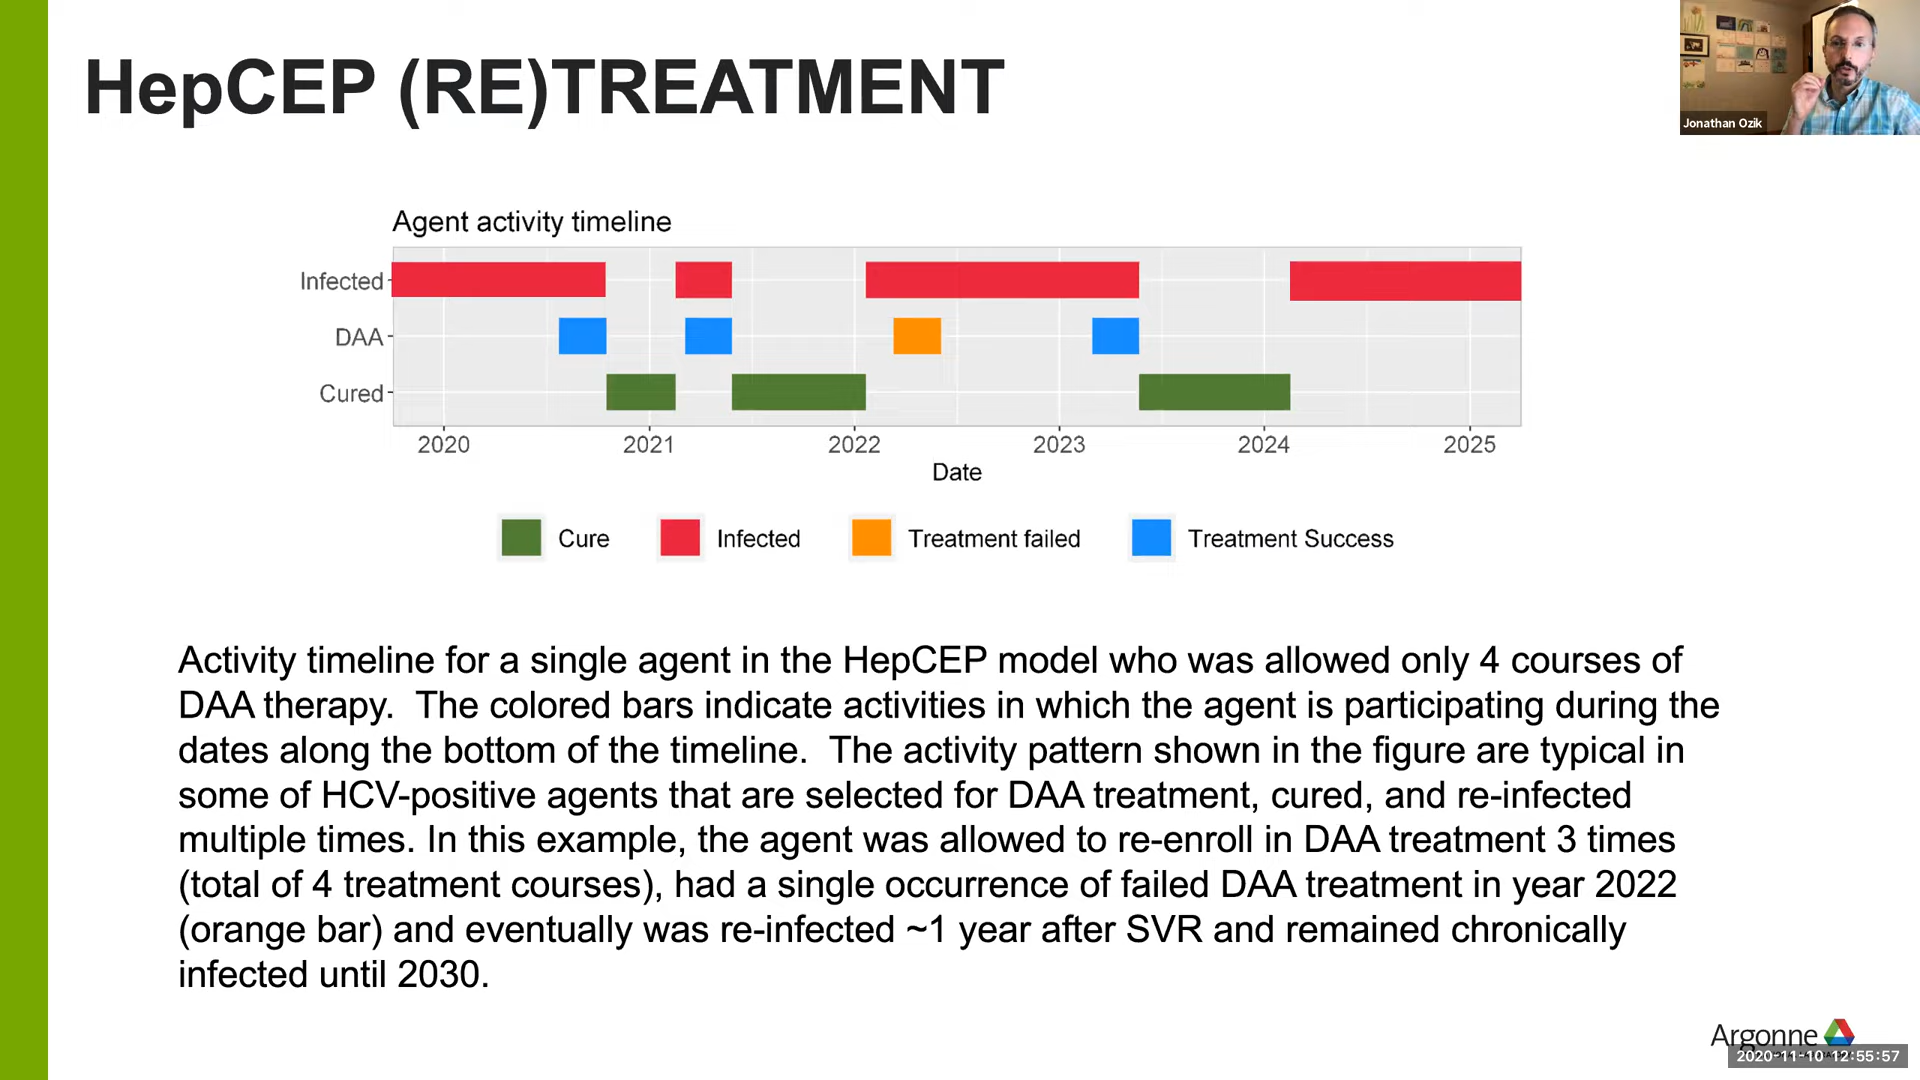 HepCEP (RE)TREATMENT
Jonathan Ozik
Agent activity timeline
Infected
DAA
Cured
2020 2021 2022 2023 2024 2025
Date
Cure Infected Treatment failed Treatment Success
Activity timeline for a single agent in the HepCEP model who was allowed only 4 courses of
DAA therapy.  The colored bars indicate activities in which the agent is participating during the
dates along the bottom of the timeline.  The activity pattern shown in the figure are typical in
some of HCV-positive agents that are selected for DAA treatment, cured, and re-infected
multiple times. In this example, the agent was allowed to re-enroll in DAA treatment 3 times
(total of 4 treatment courses), had a single occurrence of failed DAA treatment in year 2022
(orange bar) and eventually was re-infected ~1 year after SVR and remained chronically
infected until 2030.
Argonne
2020-11-10 12:55:57